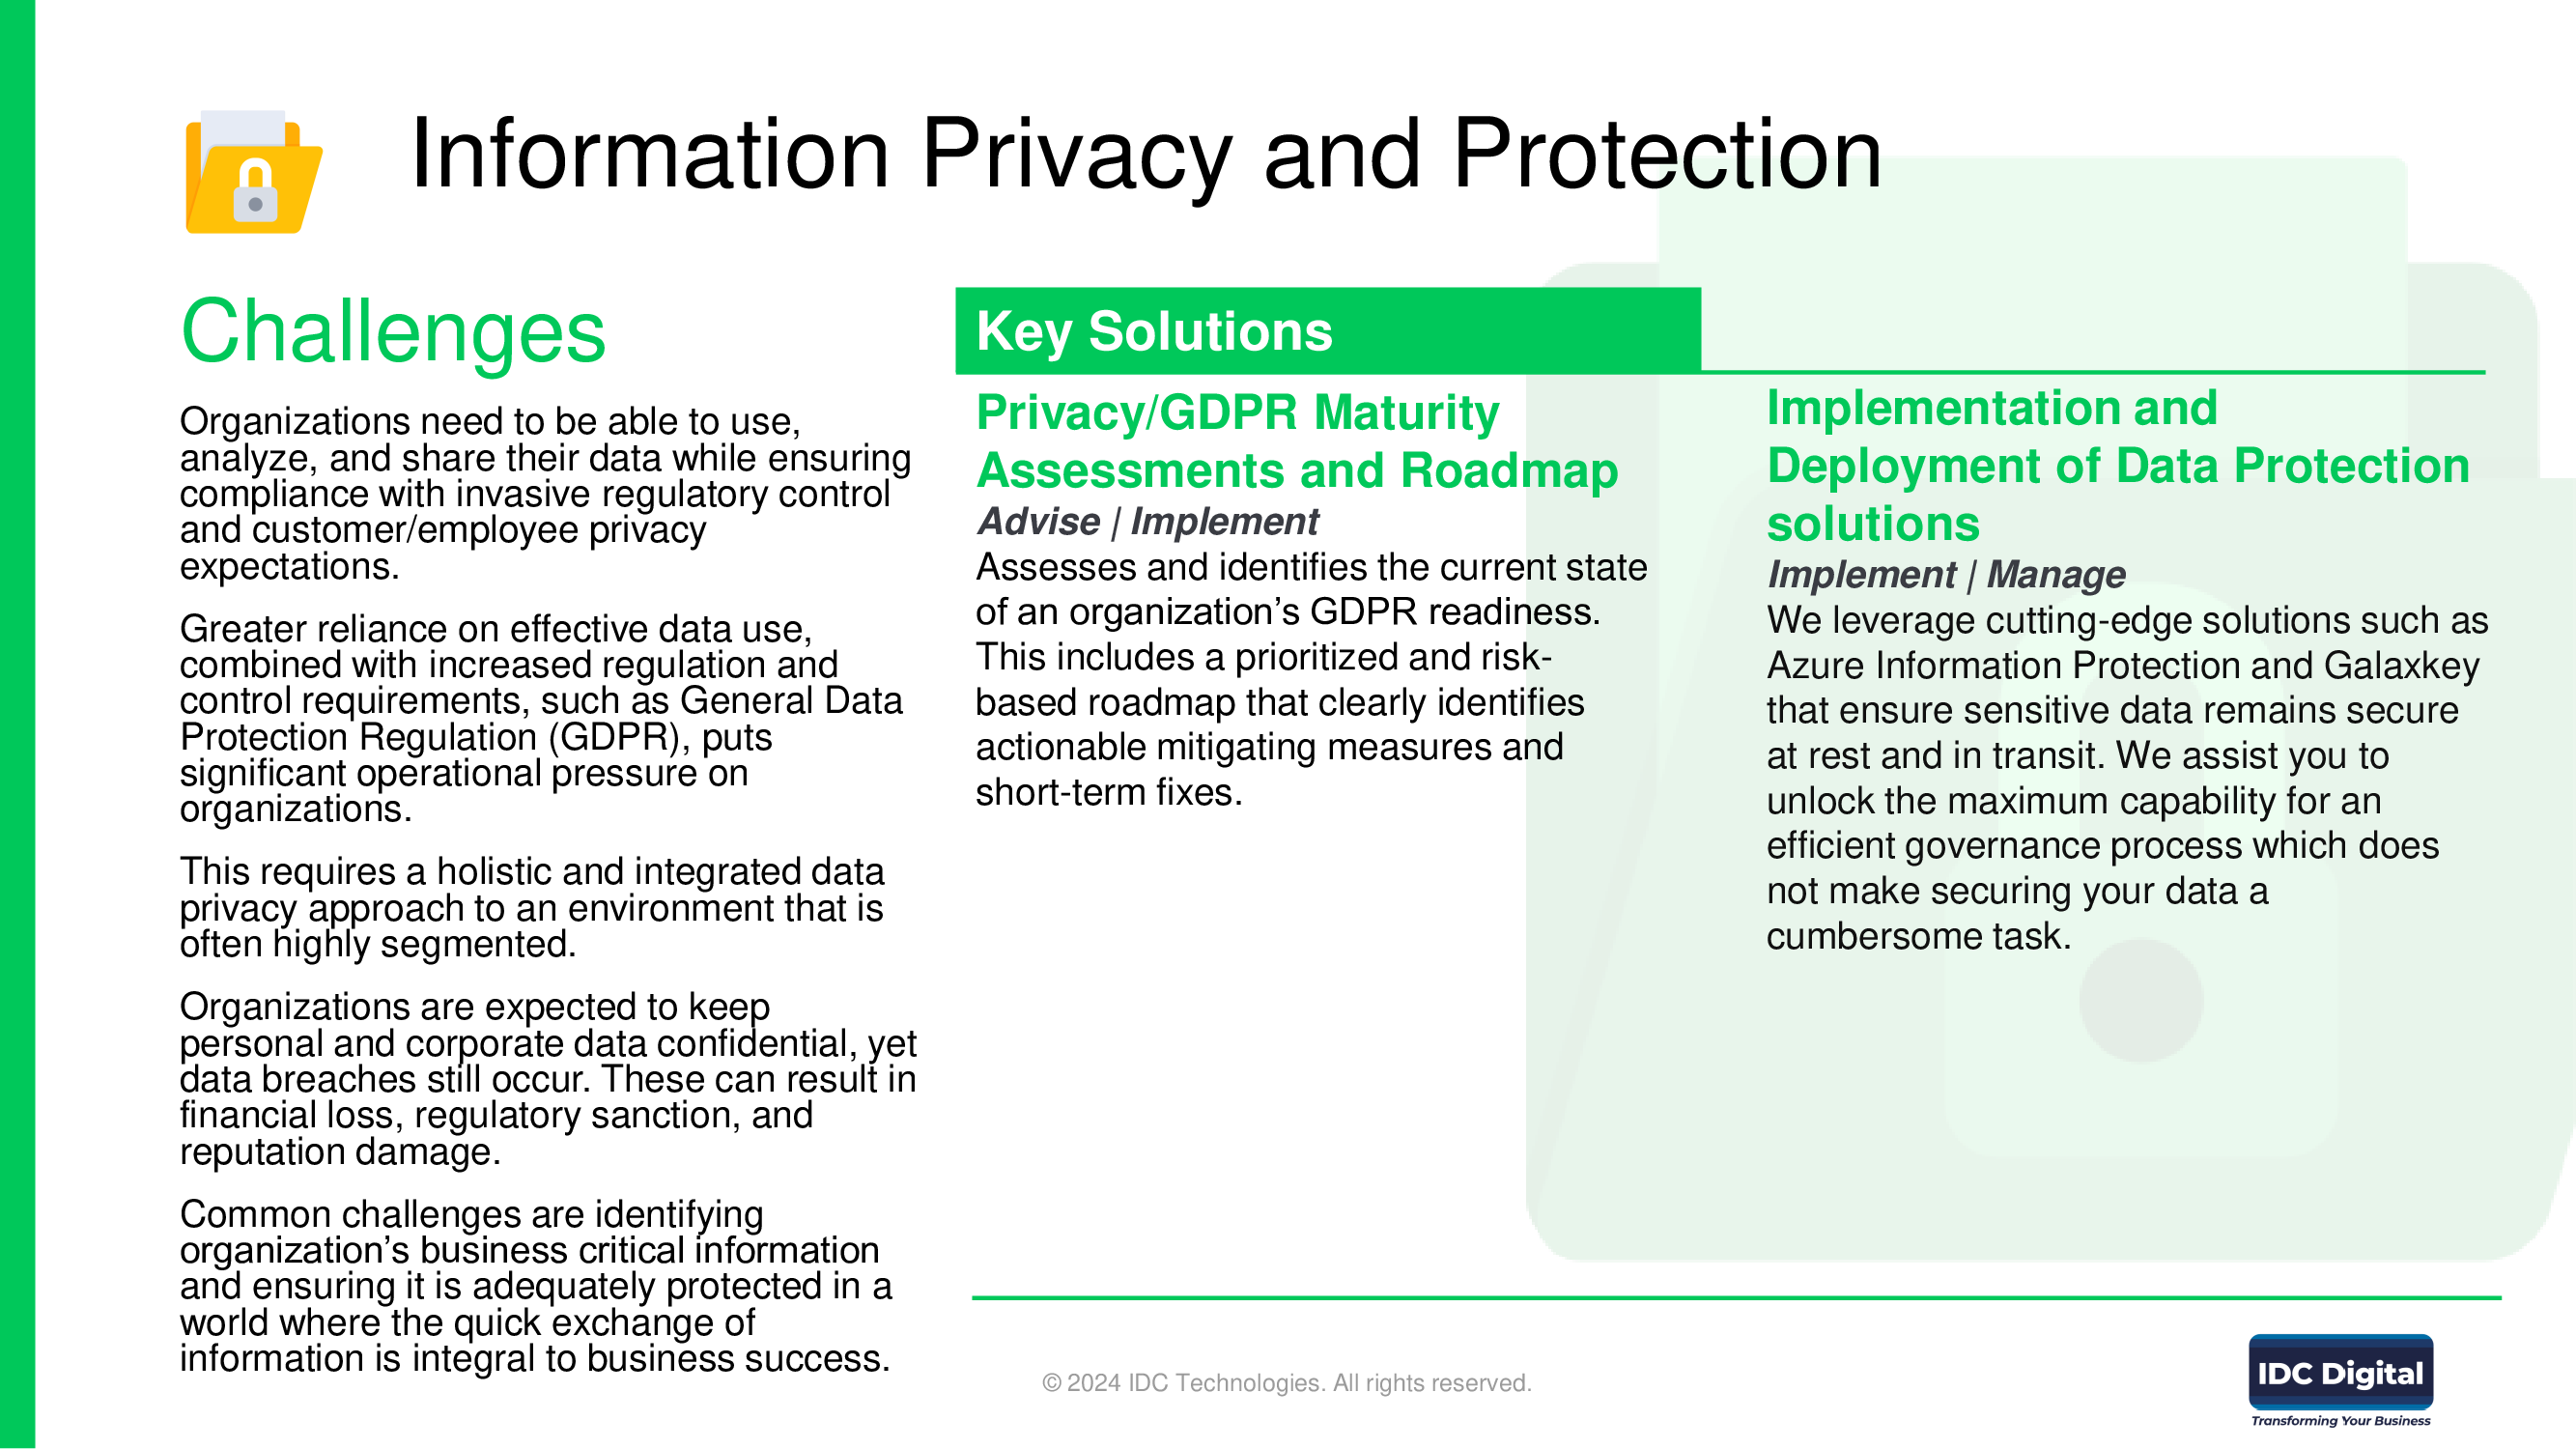 Information Privacy and Protection
Challenges
Organizations need to be able to use,
analyze, and share their data while ensuring
compliance with invasive regulatory control
and customer/employee privacy
expectations.
Greater reliance on effective data use,
combined with increased regulation and
control requirements, such as General Data
Protection Regulation (GDPR), puts
significant operational pressure on
organizations.
This requires a holistic and integrated data
privacy approach to an environment that is
often highly segmented.
Organizations are expected to keep
personal and corporate data confidential, yet
data breaches still occur. These can result in
financial loss, regulatory sanction, and
reputation damage.
Common challenges are identifying
organization’s business critical information
and ensuring it is adequately protected in a
world where the quick exchange of
information is integral to business success.
Key Solutions
Privacy/GDPR Maturity
Assessments and Roadmap
Advise | Implement
Assesses and identifies the current state
of an organization’s GDPR readiness.
This includes a prioritized and risk-
based roadmap that clearly identifies
actionable mitigating measures and
short-term fixes.
Implementation and
Deployment of Data Protection
solutions
Implement | Manage
We leverage cutting-edge solutions such as
Azure Information Protection and Galaxkey
that ensure sensitive data remains secure
at rest and in transit. We assist you to
unlock the maximum capability for an
efficient governance process which does
not make securing your data a
cumbersome task.
© 2024 IDC Technologies. All rights reserved.
IDC Digital
Transforming Your Business